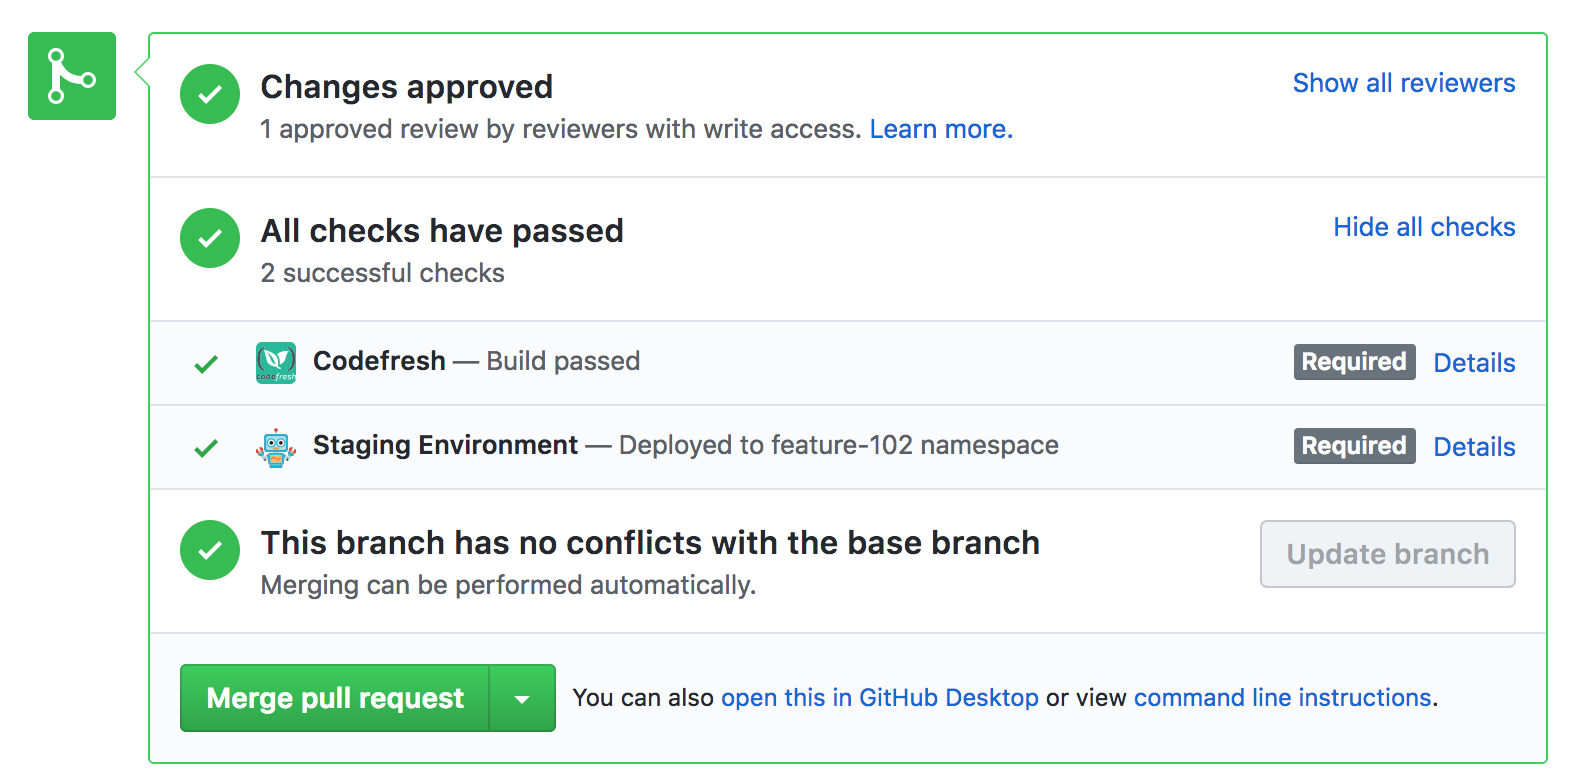 Changes approved
Show all reviewers
1 approved review by reviewers with write access. Learn more.
All checks have passed
Hide all checks
2 successful checks
codefresh
Codefresh — Build passed
Required
Details
Staging Environment — Deployed to feature-102 namespace
Required
Details
This branch has no conflicts with the base branch
Update branch
Merging can be performed automatically.
Merge pull request
You can also open this in GitHub Desktop or view command line instructions.